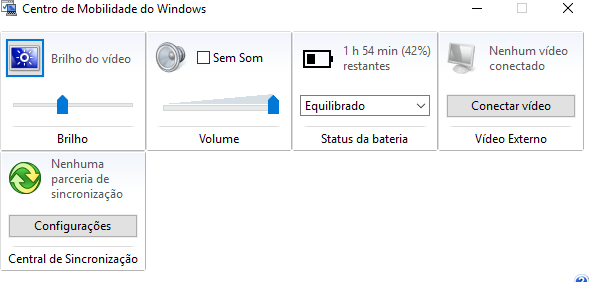 Centro de Mobilidade do Windows
Brilho do vídeo
Brilho
Sem Som
Volume
1 h 54 min (42%)
restantes
Equilibrado
Status da bateria
Nenhum vídeo
conectado
Conectar vídeo
Vídeo Externo
Nenhuma
parceria de
sincronização
Configurações
Central de Sincronização